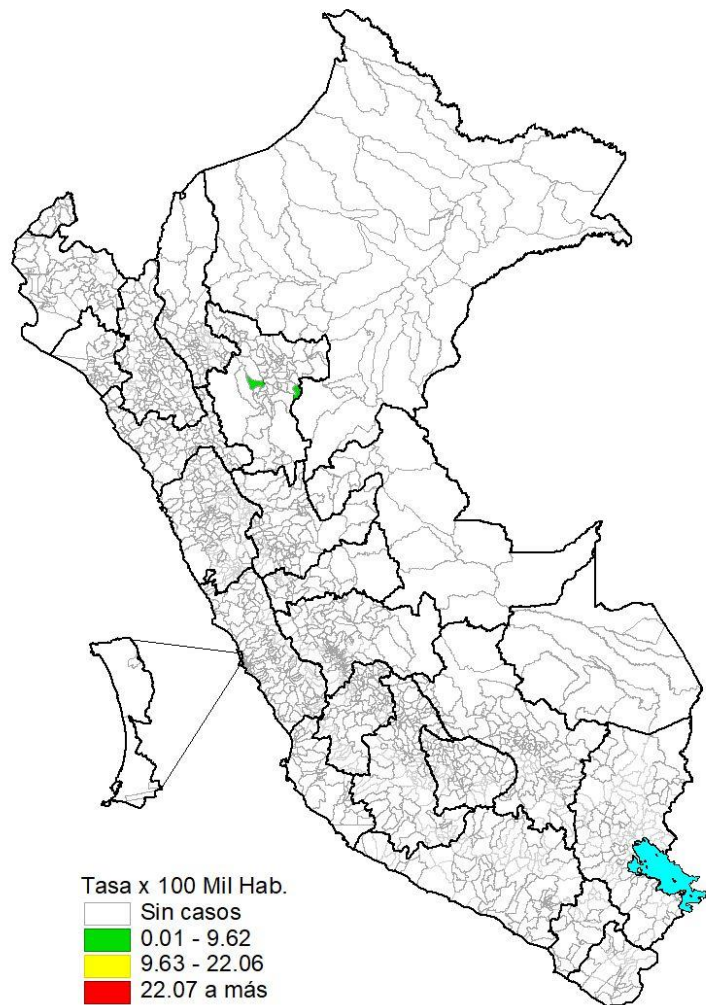 Tasa x 100 Mil Hab.
Sin casos
0.01 - 9.62
9.63 - 22.06
22.07 a más